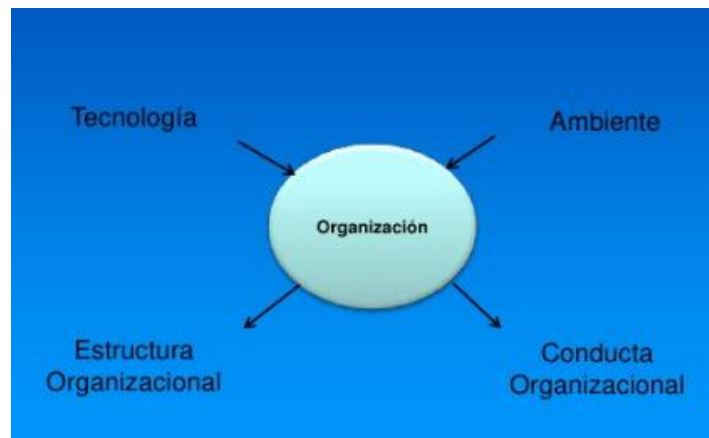 Tecnología
Ambiente
Organización
Estructura
Organizacional
Conducta
Organizacional